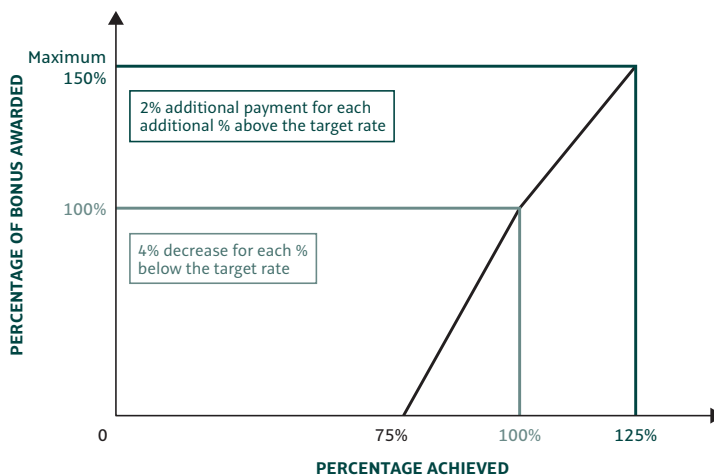 Maximum
150%
2% additional payment for each
additional % above the target rate
100%
4% decrease for each %
below the target rate
PERCENTAGE OF BONUS AWARDED
0
75%
100%
125%
PERCENTAGE ACHIEVED